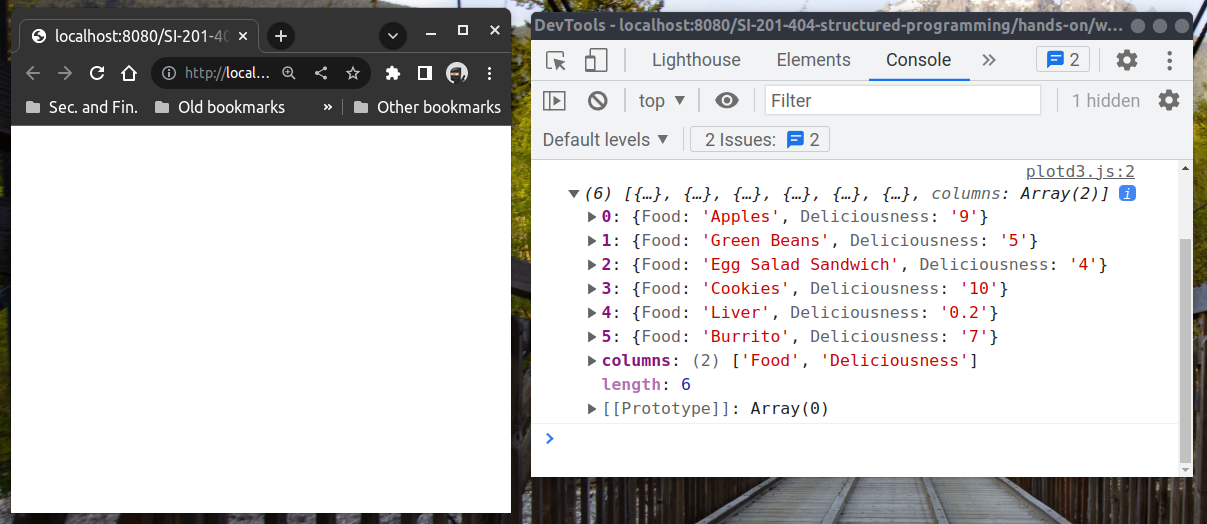 localhost:8080/SI-201-40
http://local...
Sec. and Fin.
Old bookmarks
»
Other bookmarks
DevTools - localhost:8080/SI-201-404-structured-programming/hands-on/w...
Lighthouse
Elements
Console
»
2
top ▼
Filter
1 hidden
Default levels ▼
2 Issues:
2
plotd3.js:2
(6) [{…}, {…}, {…}, {…}, {…}, {…}, columns: Array(2)] i
0: {Food: 'Apples', Deliciousness: '9'}
1: {Food: 'Green Beans', Deliciousness: '5'}
2: {Food: 'Egg Salad Sandwich', Deliciousness: '4'}
3: {Food: 'Cookies', Deliciousness: '10'}
4: {Food: 'Liver', Deliciousness: '0.2'}
5: {Food: 'Burrito', Deliciousness: '7'}
columns: (2) ['Food', 'Deliciousness']
length: 6
[[Prototype]]: Array(0)